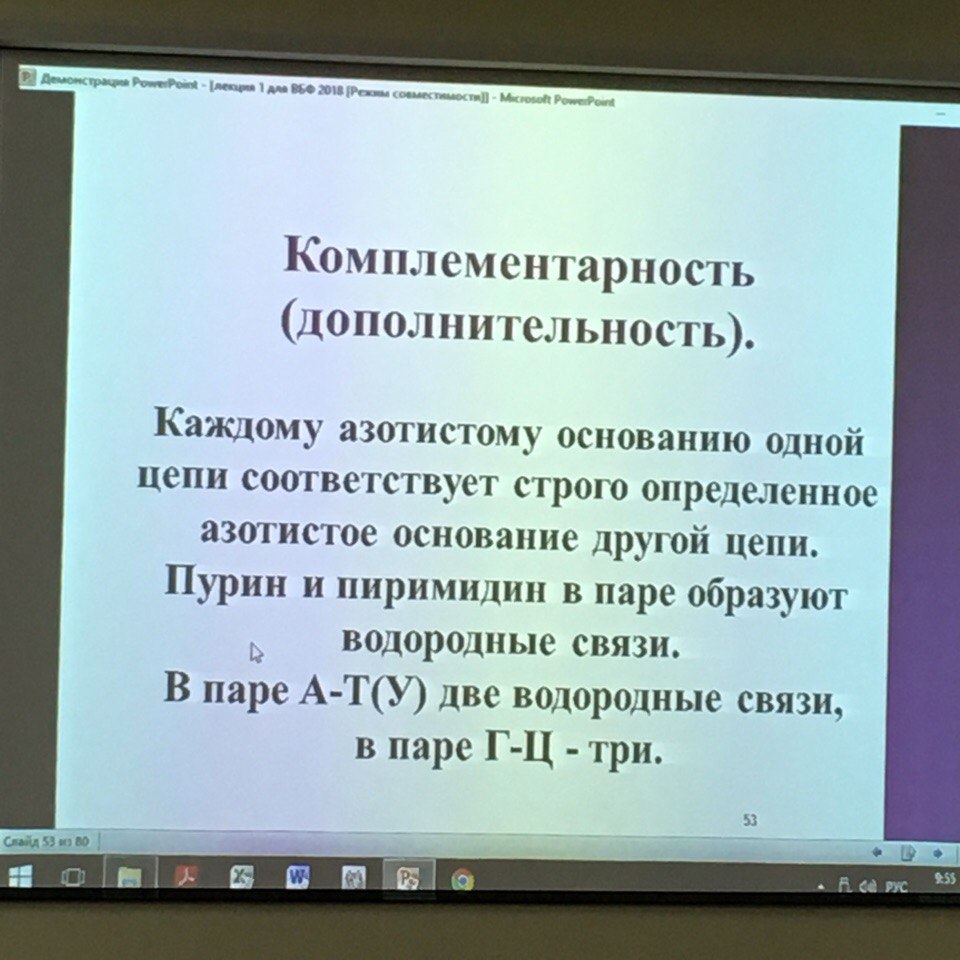 Демонстрация PowerPoint - [лекция 1 для ВБФ 2018 [Режим совместимости]] - Microsoft PowerPoint
Комплементарность
(дополнительность).
Каждому азотистому основанию одной
цепи соответствует строго определенное
азотистое основание другой цепи.
Пурин и пиримидин в паре образуют
водородные связи.
В паре А-Т(У) две водородные связи,
в паре Г-Ц - три.
53
Слайд 53 из 80
РУС
9:55